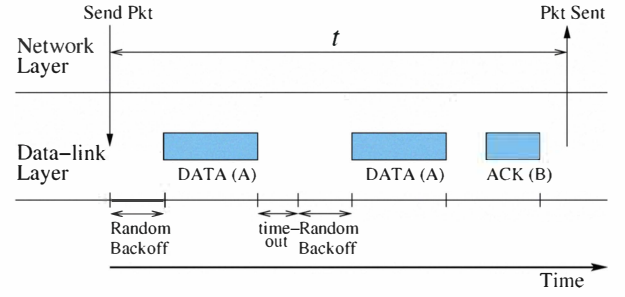 Send Pkt
Pkt Sent
Network
Layer
t
Data-link
Layer
DATA (A)
DATA (A)
ACK (B)
Random
Backoff
time-
out
Random
Backoff
Time